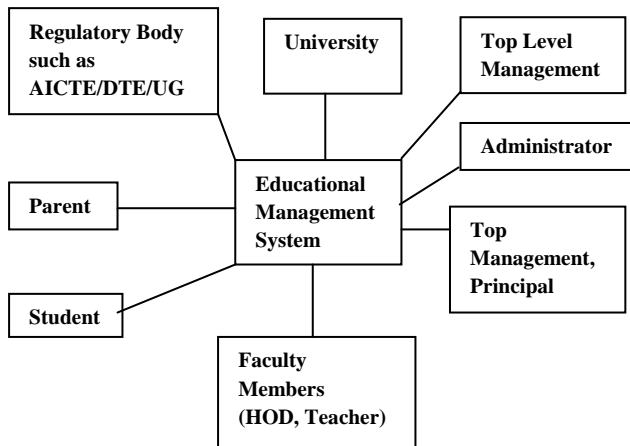 Regulatory Body
such as
AICTE/DTE/UG
University
Top Level
Management
Administrator
Educational
Management
System
Parent
Top
Management,
Principal
Student
Faculty
Members
(HOD, Teacher)